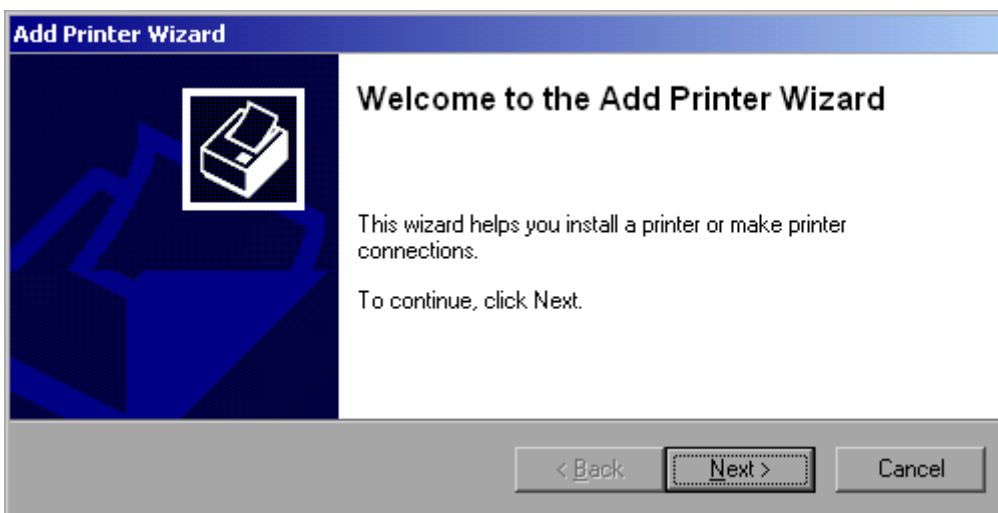 Add Printer Wizard
Welcome to the Add Printer Wizard
This wizard helps you install a printer or make printer
connections.
To continue, click Next.
< Back Next > Cancel